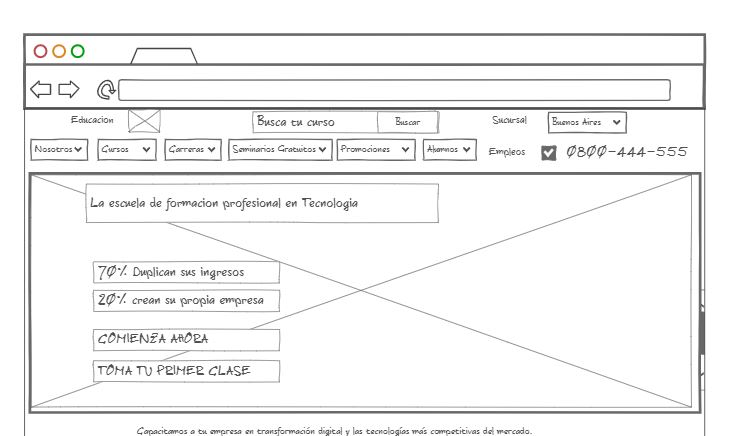 Educacion
Busca tu curso
Buscar
Sucursal
Buenos Aires
Nosotros
Cursos
Carreras
Seminarios Gratuitos
Promociones
Alumnos
Empleos
0800-444-555
La escuela de formacion profesional en Tecnologia
70% Duplican sus ingresos
20% crean su propia empresa
COMIENZA AHORA
TOMA TU PRIMER CLASE
Capacitamos a tu empresa en transformación digital y las tecnologías más competitivas del mercado.